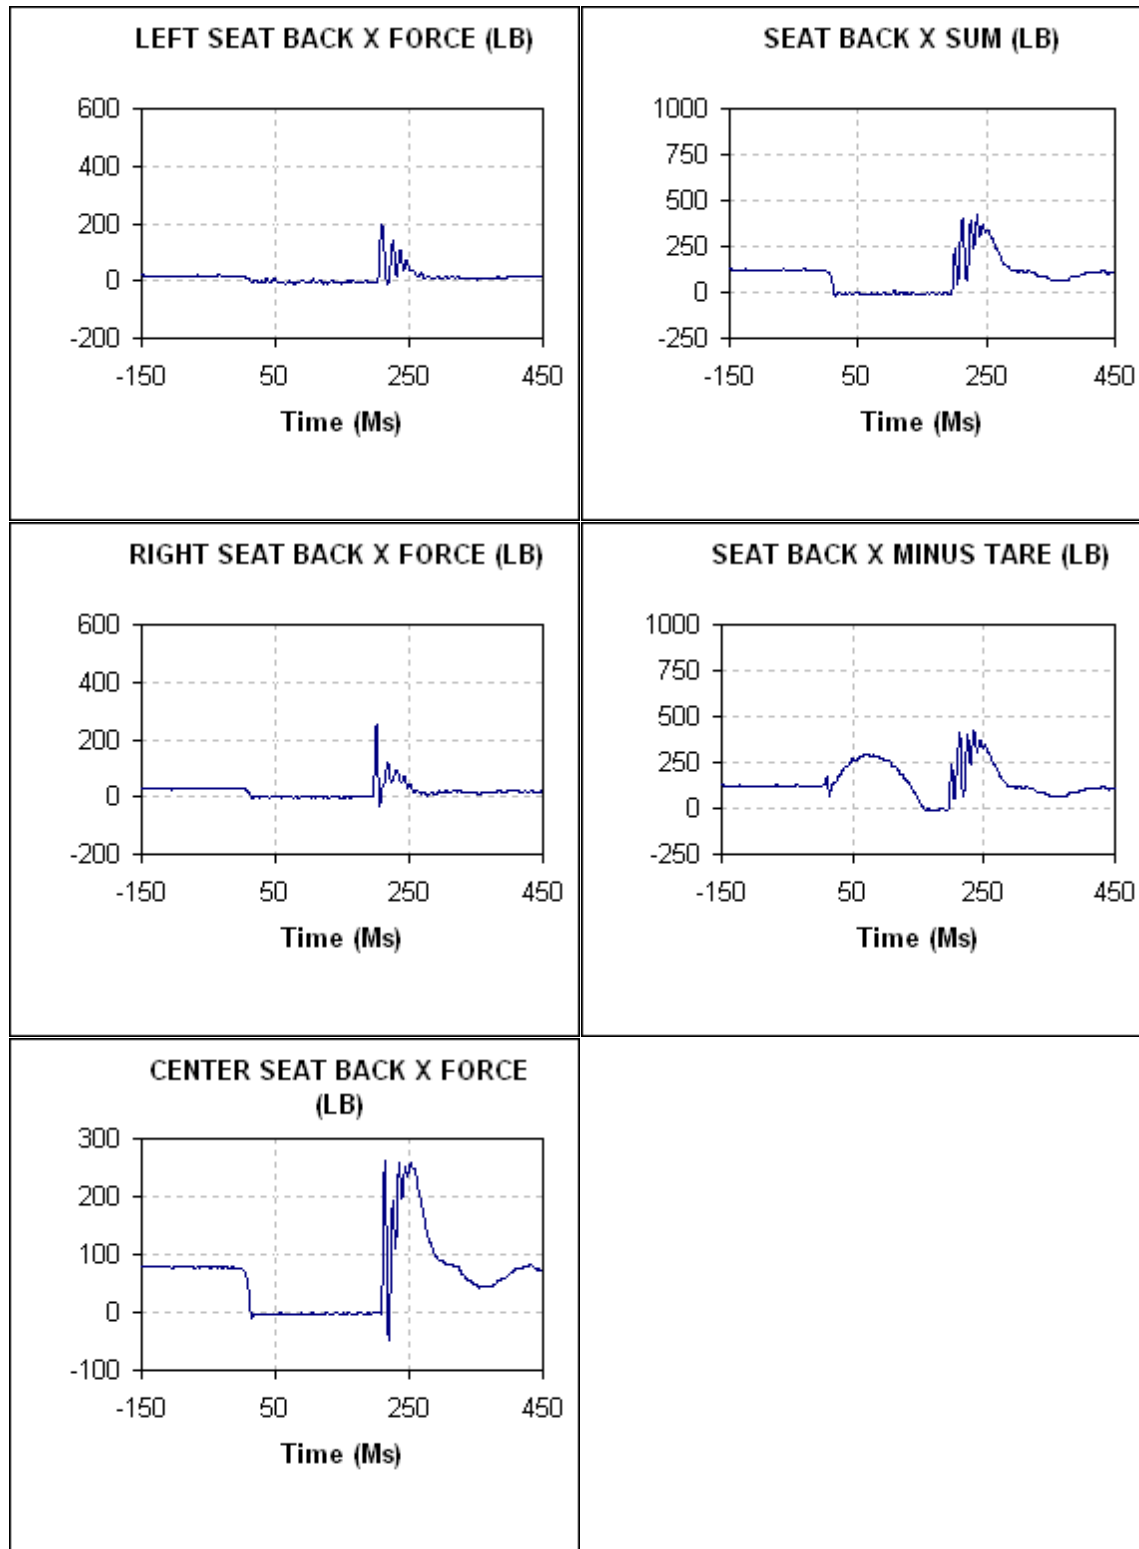 LEFT SEAT BACK X FORCE (LB)
600
400
200
0
-200
-150 50 250 450
Time (Ms)
SEAT BACK X SUM (LB)
1000
750
500
250
0
-250
-150 50 250 450
Time (Ms)
RIGHT SEAT BACK X FORCE (LB)
600
400
200
0
-200
-150 50 250 450
Time (Ms)
SEAT BACK X MINUS TARE (LB)
1000
750
500
250
0
-250
-150 50 250 450
Time (Ms)
CENTER SEAT BACK X FORCE
(LB)
300
200
100
0
-100
-150 50 250 450
Time (Ms)